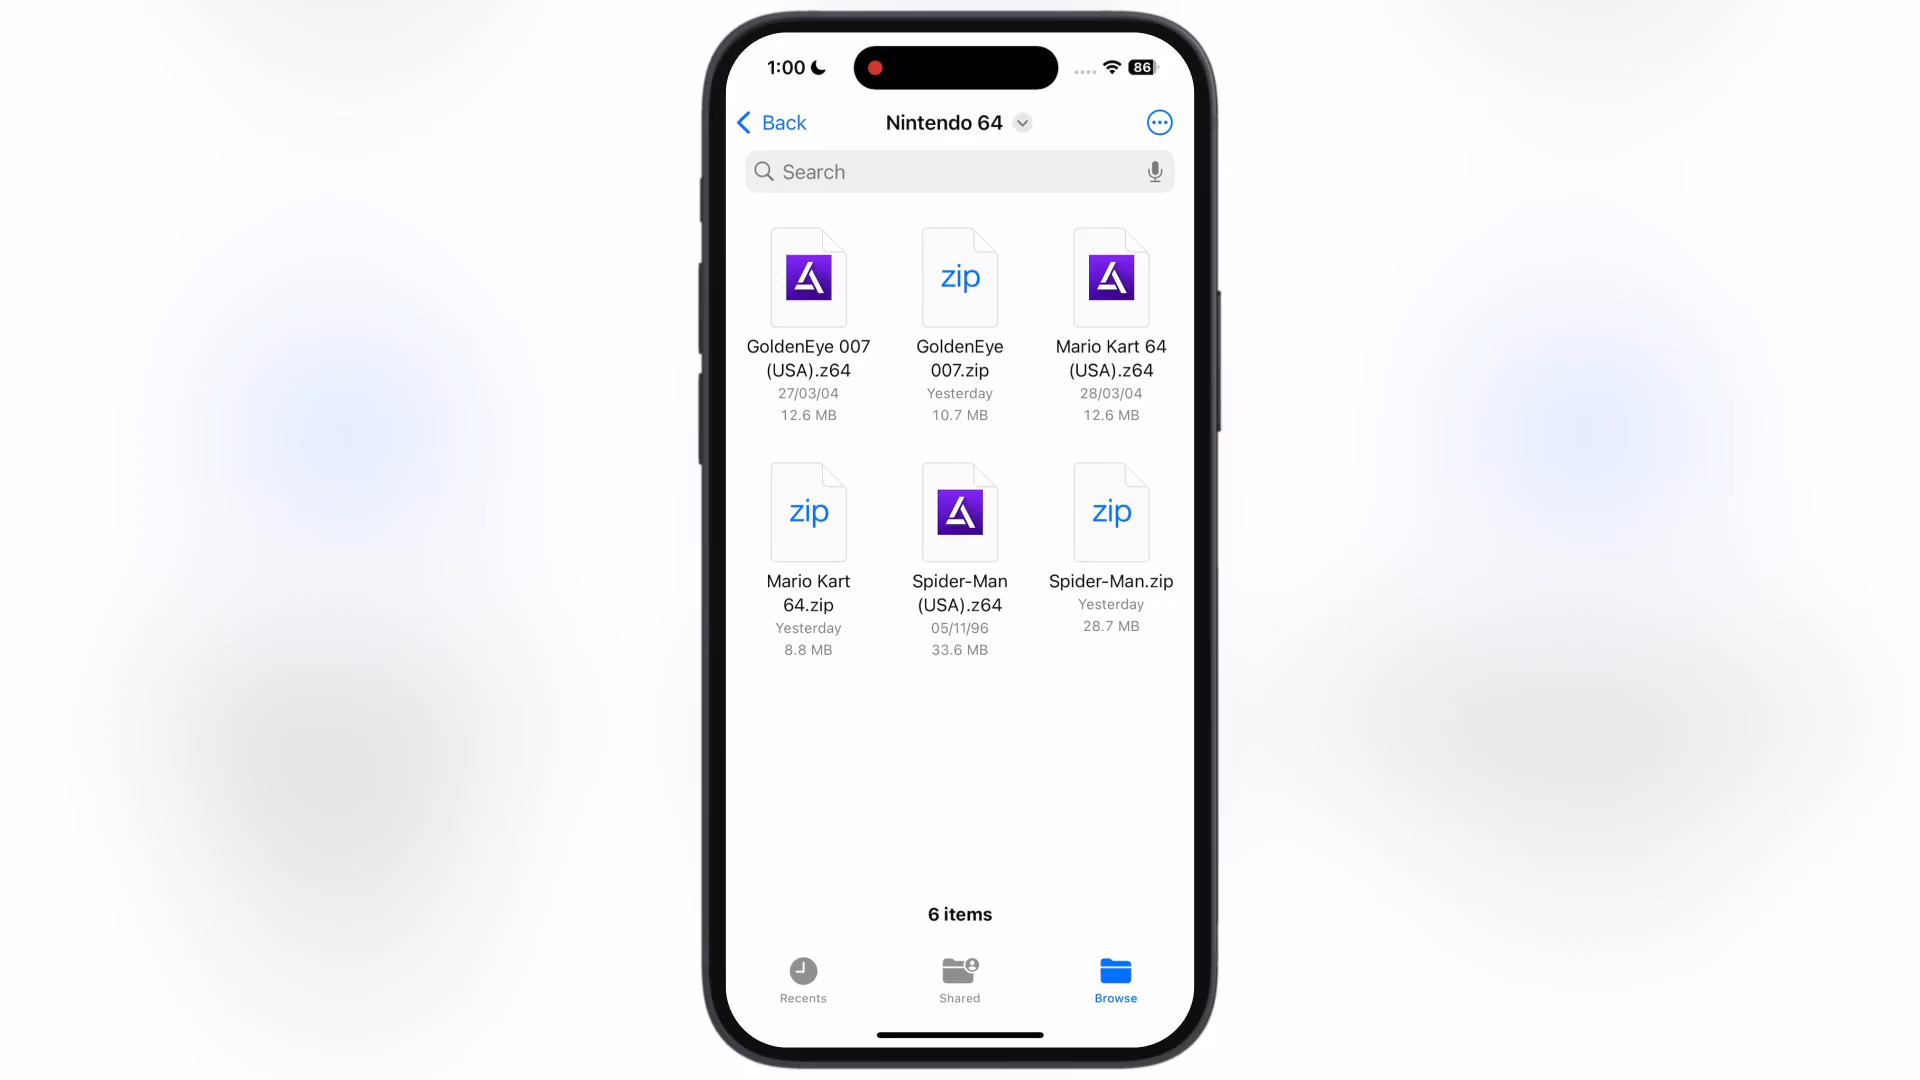 1:00
86
Back
Nintendo 64
Search
zip
GoldenEye 007
(USA).z64
27/03/04
12.6 MB
GoldenEye
007.zip
Yesterday
10.7 MB
Mario Kart 64
(USA).z64
28/03/04
12.6 MB
zip
zip
Mario Kart
64.zip
Yesterday
8.8 MB
Spider-Man
(USA).z64
05/11/96
33.6 MB
Spider-Man.zip
Yesterday
28.7 MB
6 items
Recents
Shared
Browse